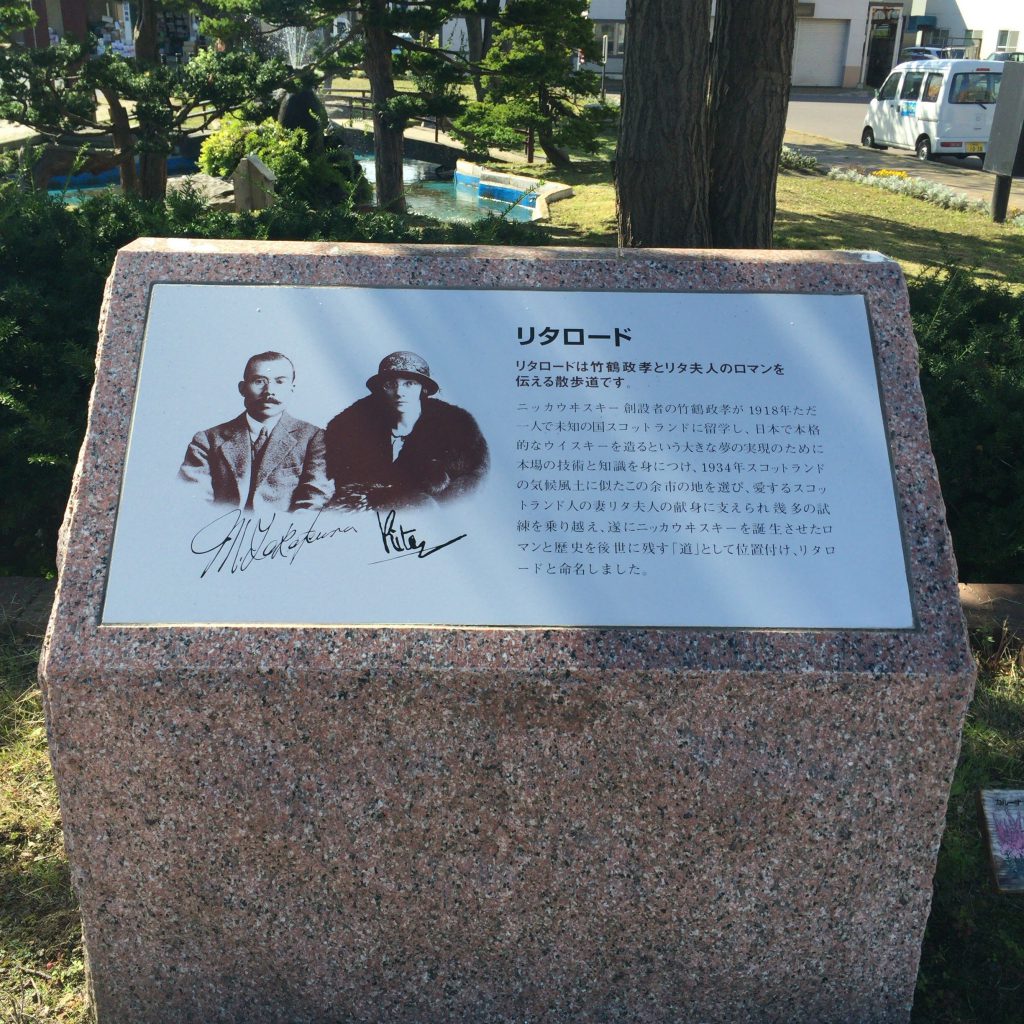 リタロード
リタロードは竹鶴政孝とリタ夫人のロマンを
伝える散歩道です。
ニッカウヰスキー創設者の竹鶴政孝が1918年ただ
一人で未知の国スコットランドに留学し、日本で本格
的なウイスキーを造るという大きな夢の実現のために
本場の技術と知識を身につけ、1934年スコットランド
の気候風土に似たこの余市の地を選び、愛するスコッ
トランド人の妻リタ夫人の献身に支えられ幾多の試
練を乗り越え、遂にニッカウヰスキーを誕生させたロ
マンと歴史を後世に残す「道」として位置付け、リタロ
ードと命名しました。
M. Taketsura Rita